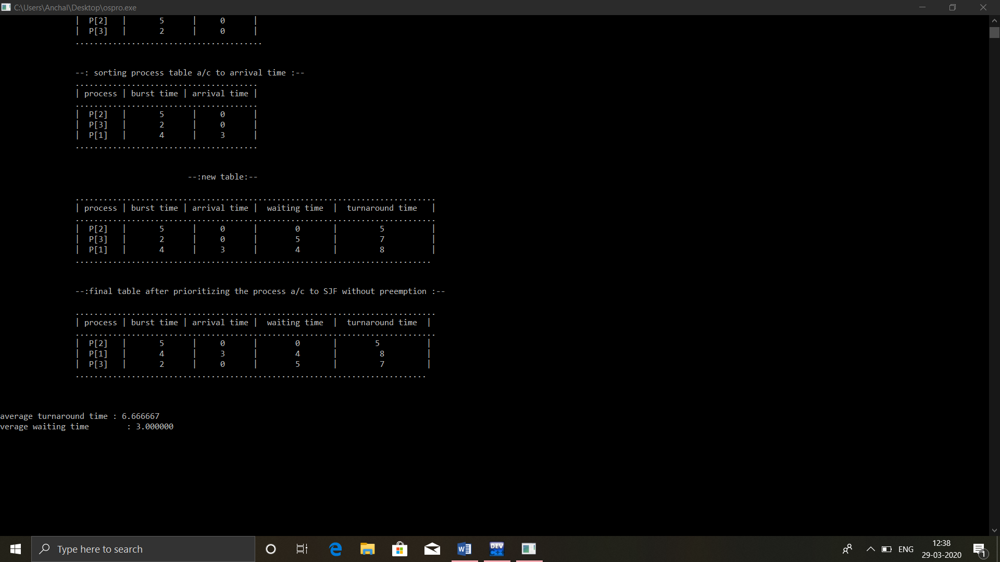 C:\Users\Anchal\Desktop\ospro.exe
| P[2] | 5 | 0 |
| P[3] | 2 | 0 |
........................................
--: sorting process table a/c to arrival time :--
.......................................
| process | burst time | arrival time |
.......................................
| P[2] | 5 | 0 |
| P[3] | 2 | 0 |
| P[1] | 4 | 3 |
.......................................
--:new table:--
.............................................................................
| process | burst time | arrival time | waiting time | turnaround time |
.............................................................................
| P[2] | 5 | 0 | 0 | 5 |
| P[3] | 2 | 0 | 5 | 7 |
| P[1] | 4 | 3 | 4 | 8 |
............................................................................
--:final table after prioritizing the process a/c to SJF without preemption :--
.............................................................................
| process | burst time | arrival time | waiting time | turnaround time |
.............................................................................
| P[2] | 5 | 0 | 0 | 5 |
| P[1] | 4 | 3 | 4 | 8 |
| P[3] | 2 | 0 | 5 | 7 |
...........................................................................
average turnaround time : 6.666667
verage waiting time : 3.000000
Type here to search
W
DEV
C++
ENG
12:38
29-03-2020
1